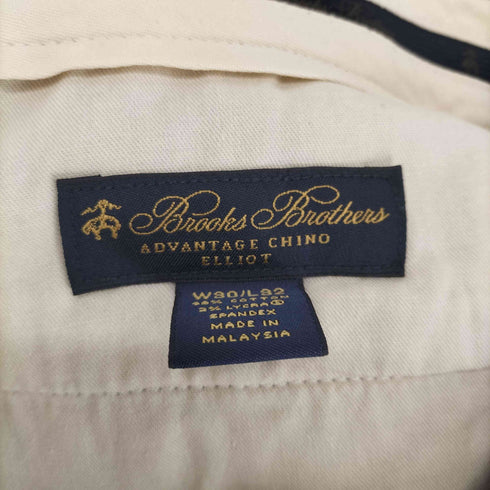 Brooks Brothers
ADVANTAGE CHINO
ELLIOT
W30/L32
98% COTTON
2% LYCRA®
SPANDEX
MADE IN
MALAYSIA